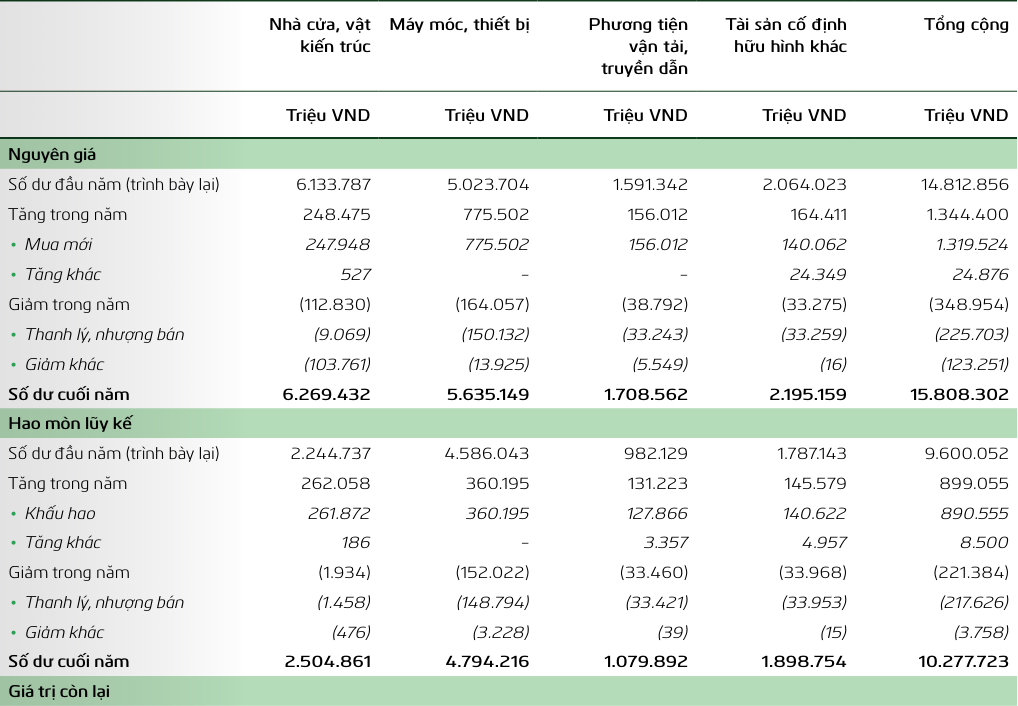 Nhà cửa, vật kiến trúc Máy móc, thiết bị Phương tiện vận tải, truyền dẫn Tài sản cố định hữu hình khác Tổng cộng
Triệu VND Triệu VND Triệu VND Triệu VND Triệu VND
Nguyên giá
Số dư đầu năm (trình bày lại) 6.133.787 5.023.704 1.591.342 2.064.023 14.812.856
Tăng trong năm 248.475 775.502 156.012 164.411 1.344.400
• Mua mới 247.948 775.502 156.012 140.062 1.319.524
• Tăng khác 527 – – 24.349 24.876
Giảm trong năm (112.830) (164.057) (38.792) (33.275) (348.954)
• Thanh lý, nhượng bán (9.069) (150.132) (33.243) (33.259) (225.703)
• Giảm khác (103.761) (13.925) (5.549) (16) (123.251)
Số dư cuối năm 6.269.432 5.635.149 1.708.562 2.195.159 15.808.302
Hao mòn lũy kế
Số dư đầu năm (trình bày lại) 2.244.737 4.586.043 982.129 1.787.143 9.600.052
Tăng trong năm 262.058 360.195 131.223 145.579 899.055
• Khấu hao 261.872 360.195 127.866 140.622 890.555
• Tăng khác 186 – 3.357 4.957 8.500
Giảm trong năm (1.934) (152.022) (33.460) (33.968) (221.384)
• Thanh lý, nhượng bán (1.458) (148.794) (33.421) (33.953) (217.626)
• Giảm khác (476) (3.228) (39) (15) (3.758)
Số dư cuối năm 2.504.861 4.794.216 1.079.892 1.898.754 10.277.723
Giá trị còn lại